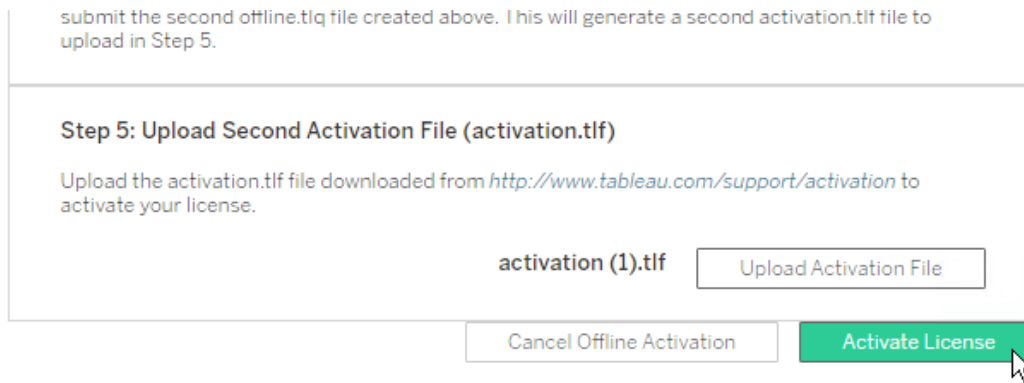 submit the second offline.tlq file created above. This will generate a second activation.tlf file to
upload in Step 5.
Step 5: Upload Second Activation File (activation.tlf)
Upload the activation.tlf file downloaded from http://www.tableau.com/support/activation to
activate your license.
activation (1).tlf
Upload Activation File
Cancel Offline Activation
Activate License